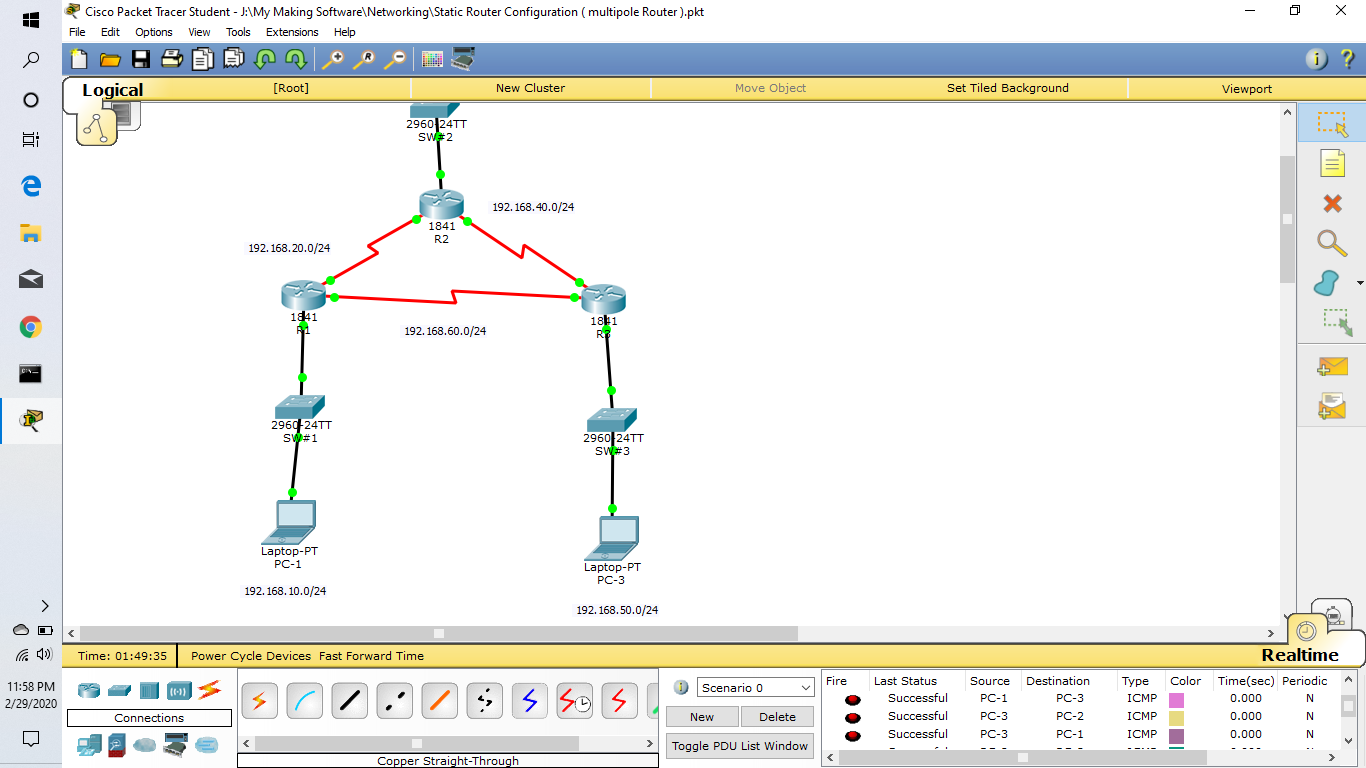 Cisco Packet Tracer Student - J:\My Making Software\Networking\Static Router Configuration ( multipole Router ).pkt
File Edit Options View Tools Extensions Help
Logical [Root] New Cluster Move Object Set Tiled Background Viewport
2960-24TT
SW#2
192.168.40.0/24
1841
R2
192.168.20.0/24
1841
R1
1841
R3
192.168.60.0/24
2960-24TT
SW#1
2960-24TT
SW#3
Laptop-PT
PC-1
Laptop-PT
PC-3
192.168.10.0/24
192.168.50.0/24
Time: 01:49:35 Power Cycle Devices Fast Forward Time
Realtime
11:58 PM
2/29/2020
Connections
Copper Straight-Through
Scenario 0
New Delete
Toggle PDU List Window
Fire Last Status Source Destination Type Color Time(sec) Periodic
Successful PC-1 PC-3 ICMP 0.000 N
Successful PC-3 PC-2 ICMP 0.000 N
Successful PC-3 PC-1 ICMP 0.000 N